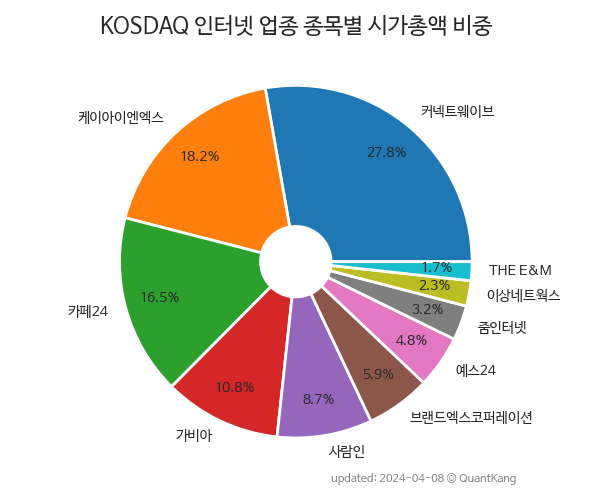 KOSDAQ 인터넷 업종 종목별 시가총액 비중
커넥트웨이브
27.8%
케이아이엔엑스
18.2%
카페24
16.5%
가비아
10.8%
사람인
8.7%
브랜드엑스코퍼레이션
5.9%
예스24
4.8%
줌인터넷
3.2%
이상네트웍스
2.3%
THE E&M
1.7%
updated: 2024-04-08 © QuantKang